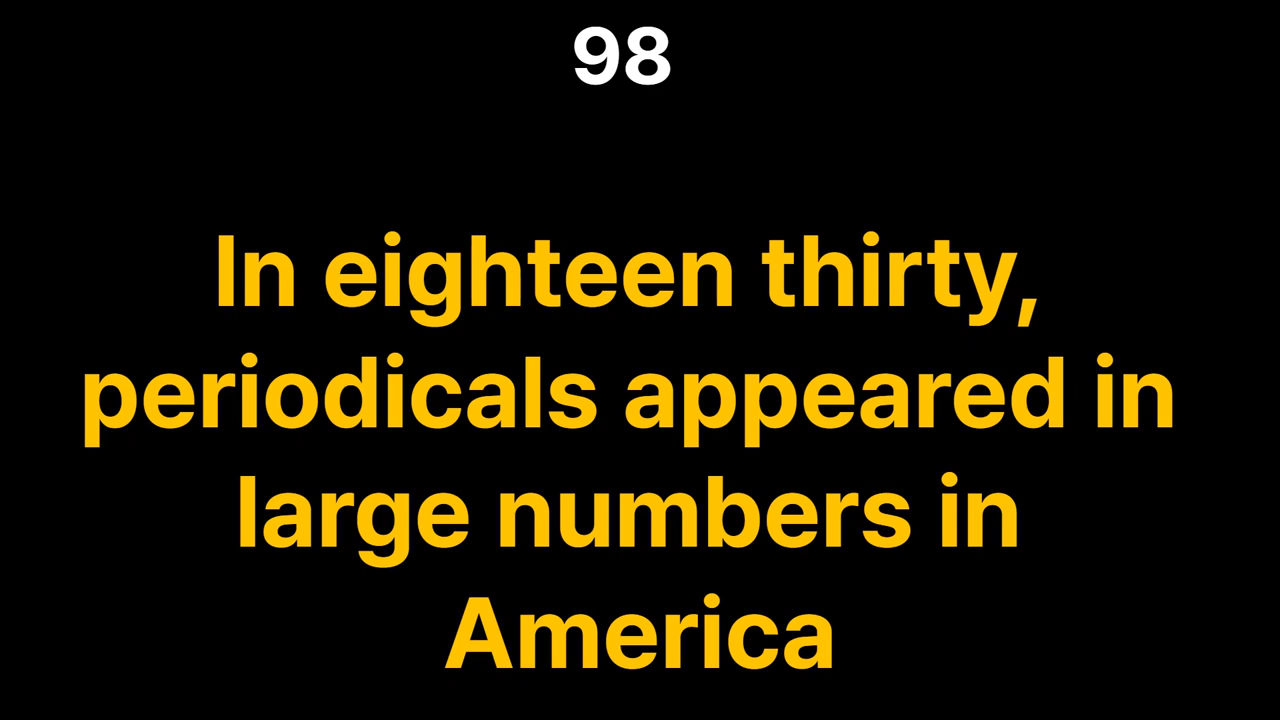 98
In eighteen thirty,
periodicals appeared in
large numbers in
America